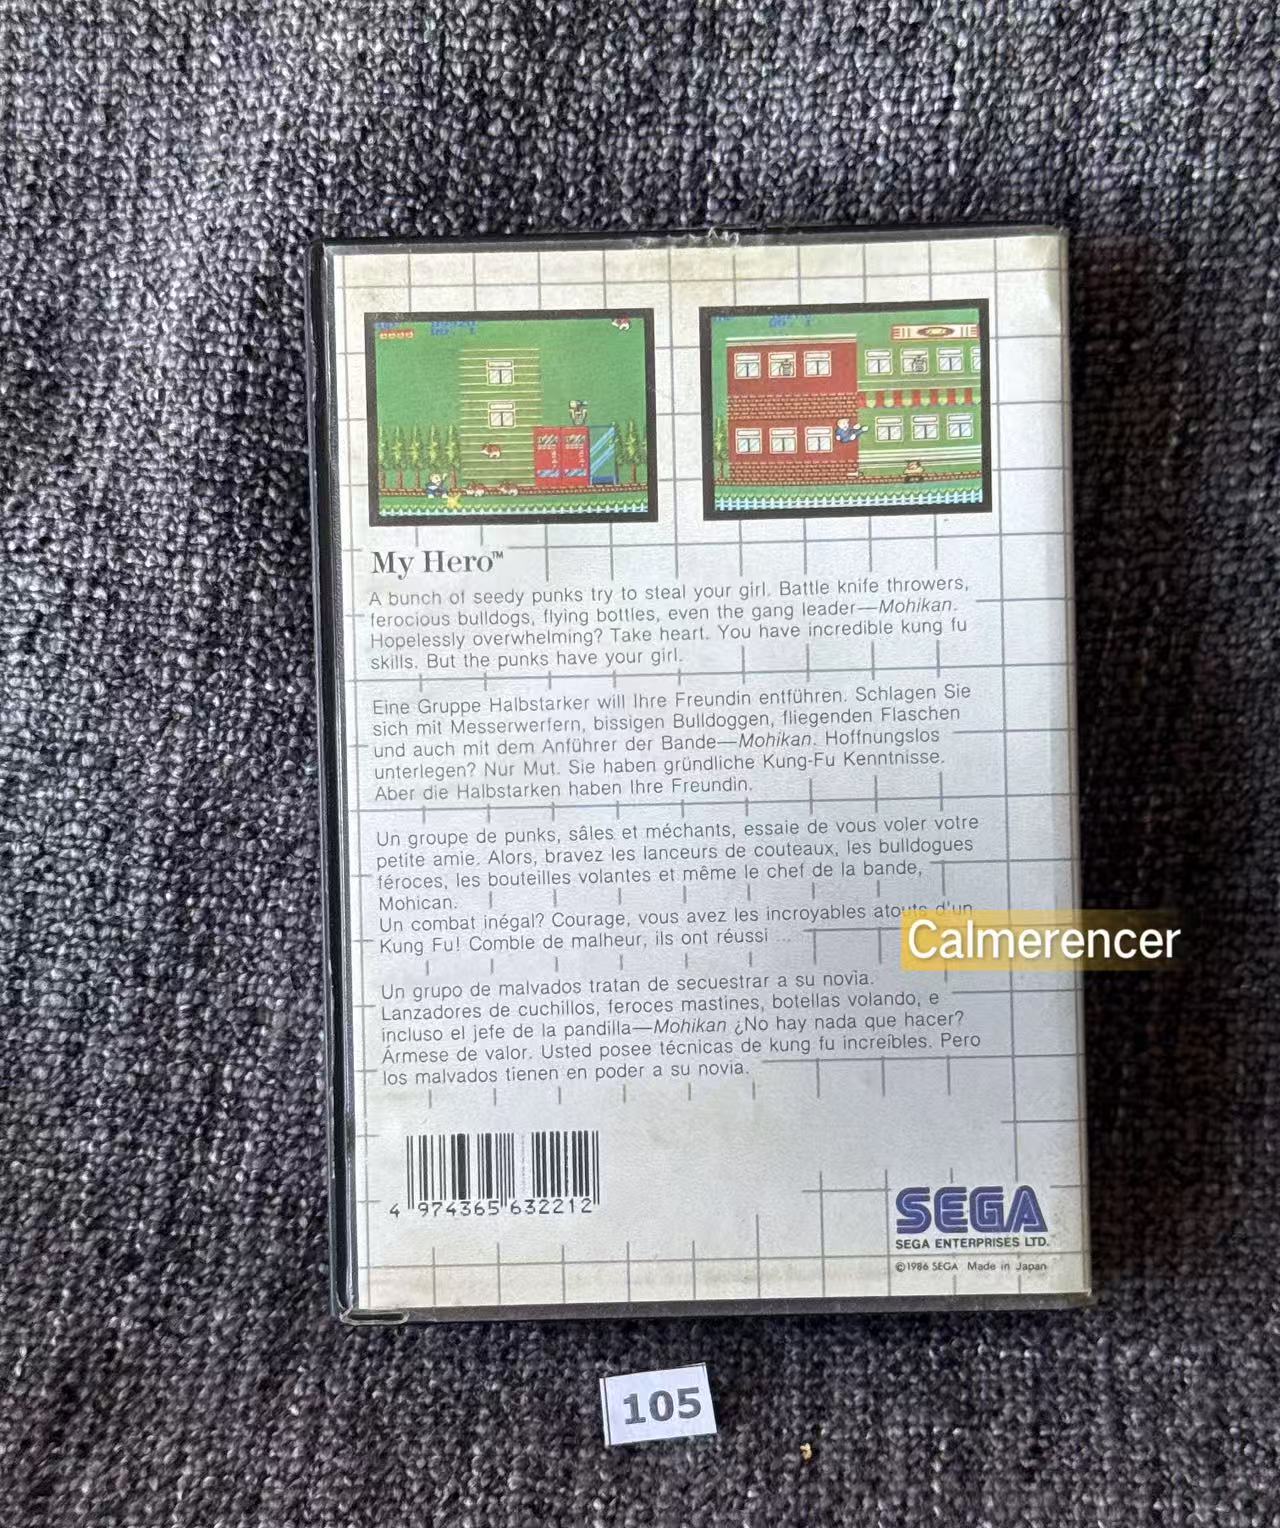 My Hero™
A bunch of seedy punks try to steal your girl. Battle knife throwers,
ferocious bulldogs, flying bottles, even the gang leader—Mohikan.
Hopelessly overwhelming? Take heart. You have incredible kung fu
skills. But the punks have your girl.
Eine Gruppe Halbstarker will Ihre Freundin entführen. Schlagen Sie
sich mit Messerwerfern, bissigen Bulldoggen, fliegenden Flaschen
und auch mit dem Anführer der Bande—Mohikan. Hoffnungslos
unterlegen? Nur Mut. Sie haben gründliche Kung-Fu Kenntnisse.
Aber die Halbstarken haben Ihre Freundin.
Un groupe de punks, sâles et méchants, essaie de vous voler votre
petite amie. Alors, bravez les lanceurs de couteaux, les bulldogues
féroces, les bouteilles volantes et même le chef de la bande,
Mohican.
Un combat inégal? Courage, vous avez les incroyables atouts d'un
Kung Fu! Comble de malheur, ils ont réussi ...
Calmerencer
Un grupo de malvados tratan de secuestrar a su novia.
Lanzadores de cuchillos, feroces mastines, botellas volando, e
incluso el jefe de la pandilla—Mohikan ¿No hay nada que hacer?
Ármese de valor. Usted posee técnicas de kung fu increíbles. Pero
los malvados tienen en poder a su novia.
4 974365 632212
SEGA
SEGA ENTERPRISES LTD.
©1986 SEGA Made in Japan
105